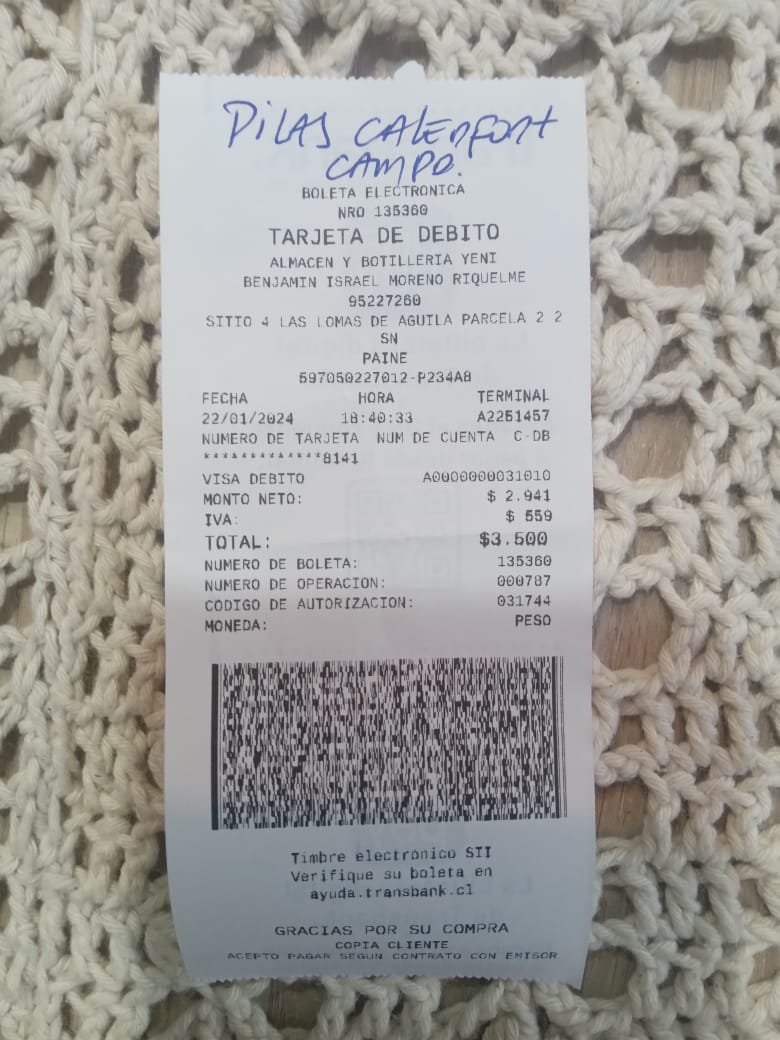 PILAS CALENFONT
CAMPO.
BOLETA ELECTRONICA
NRO 135360
TARJETA DE DEBITO
ALMACEN Y BOTILLERIA YENI
BENJAMIN ISRAEL MORENO RIQUELME
95227260
SITIO 4 LAS LOMAS DE AGUILA PARCELA 2 2
SN
PAINE
597050227012-P234A8
FECHA HORA TERMINAL
22/01/2024 18:40:33 A2251457
NUMERO DE TARJETA NUM DE CUENTA C-DB
*************8141
VISA DEBITO A0000000031010
MONTO NETO: $ 2.941
IVA: $ 559
TOTAL: $3.500
NUMERO DE BOLETA: 135360
NUMERO DE OPERACION: 000787
CODIGO DE AUTORIZACION: 031744
MONEDA: PESO
Timbre electrónico SII
Verifique su boleta en
ayuda.transbank.cl
GRACIAS POR SU COMPRA
COPIA CLIENTE
ACEPTO PAGAR SEGUN CONTRATO CON EMISOR